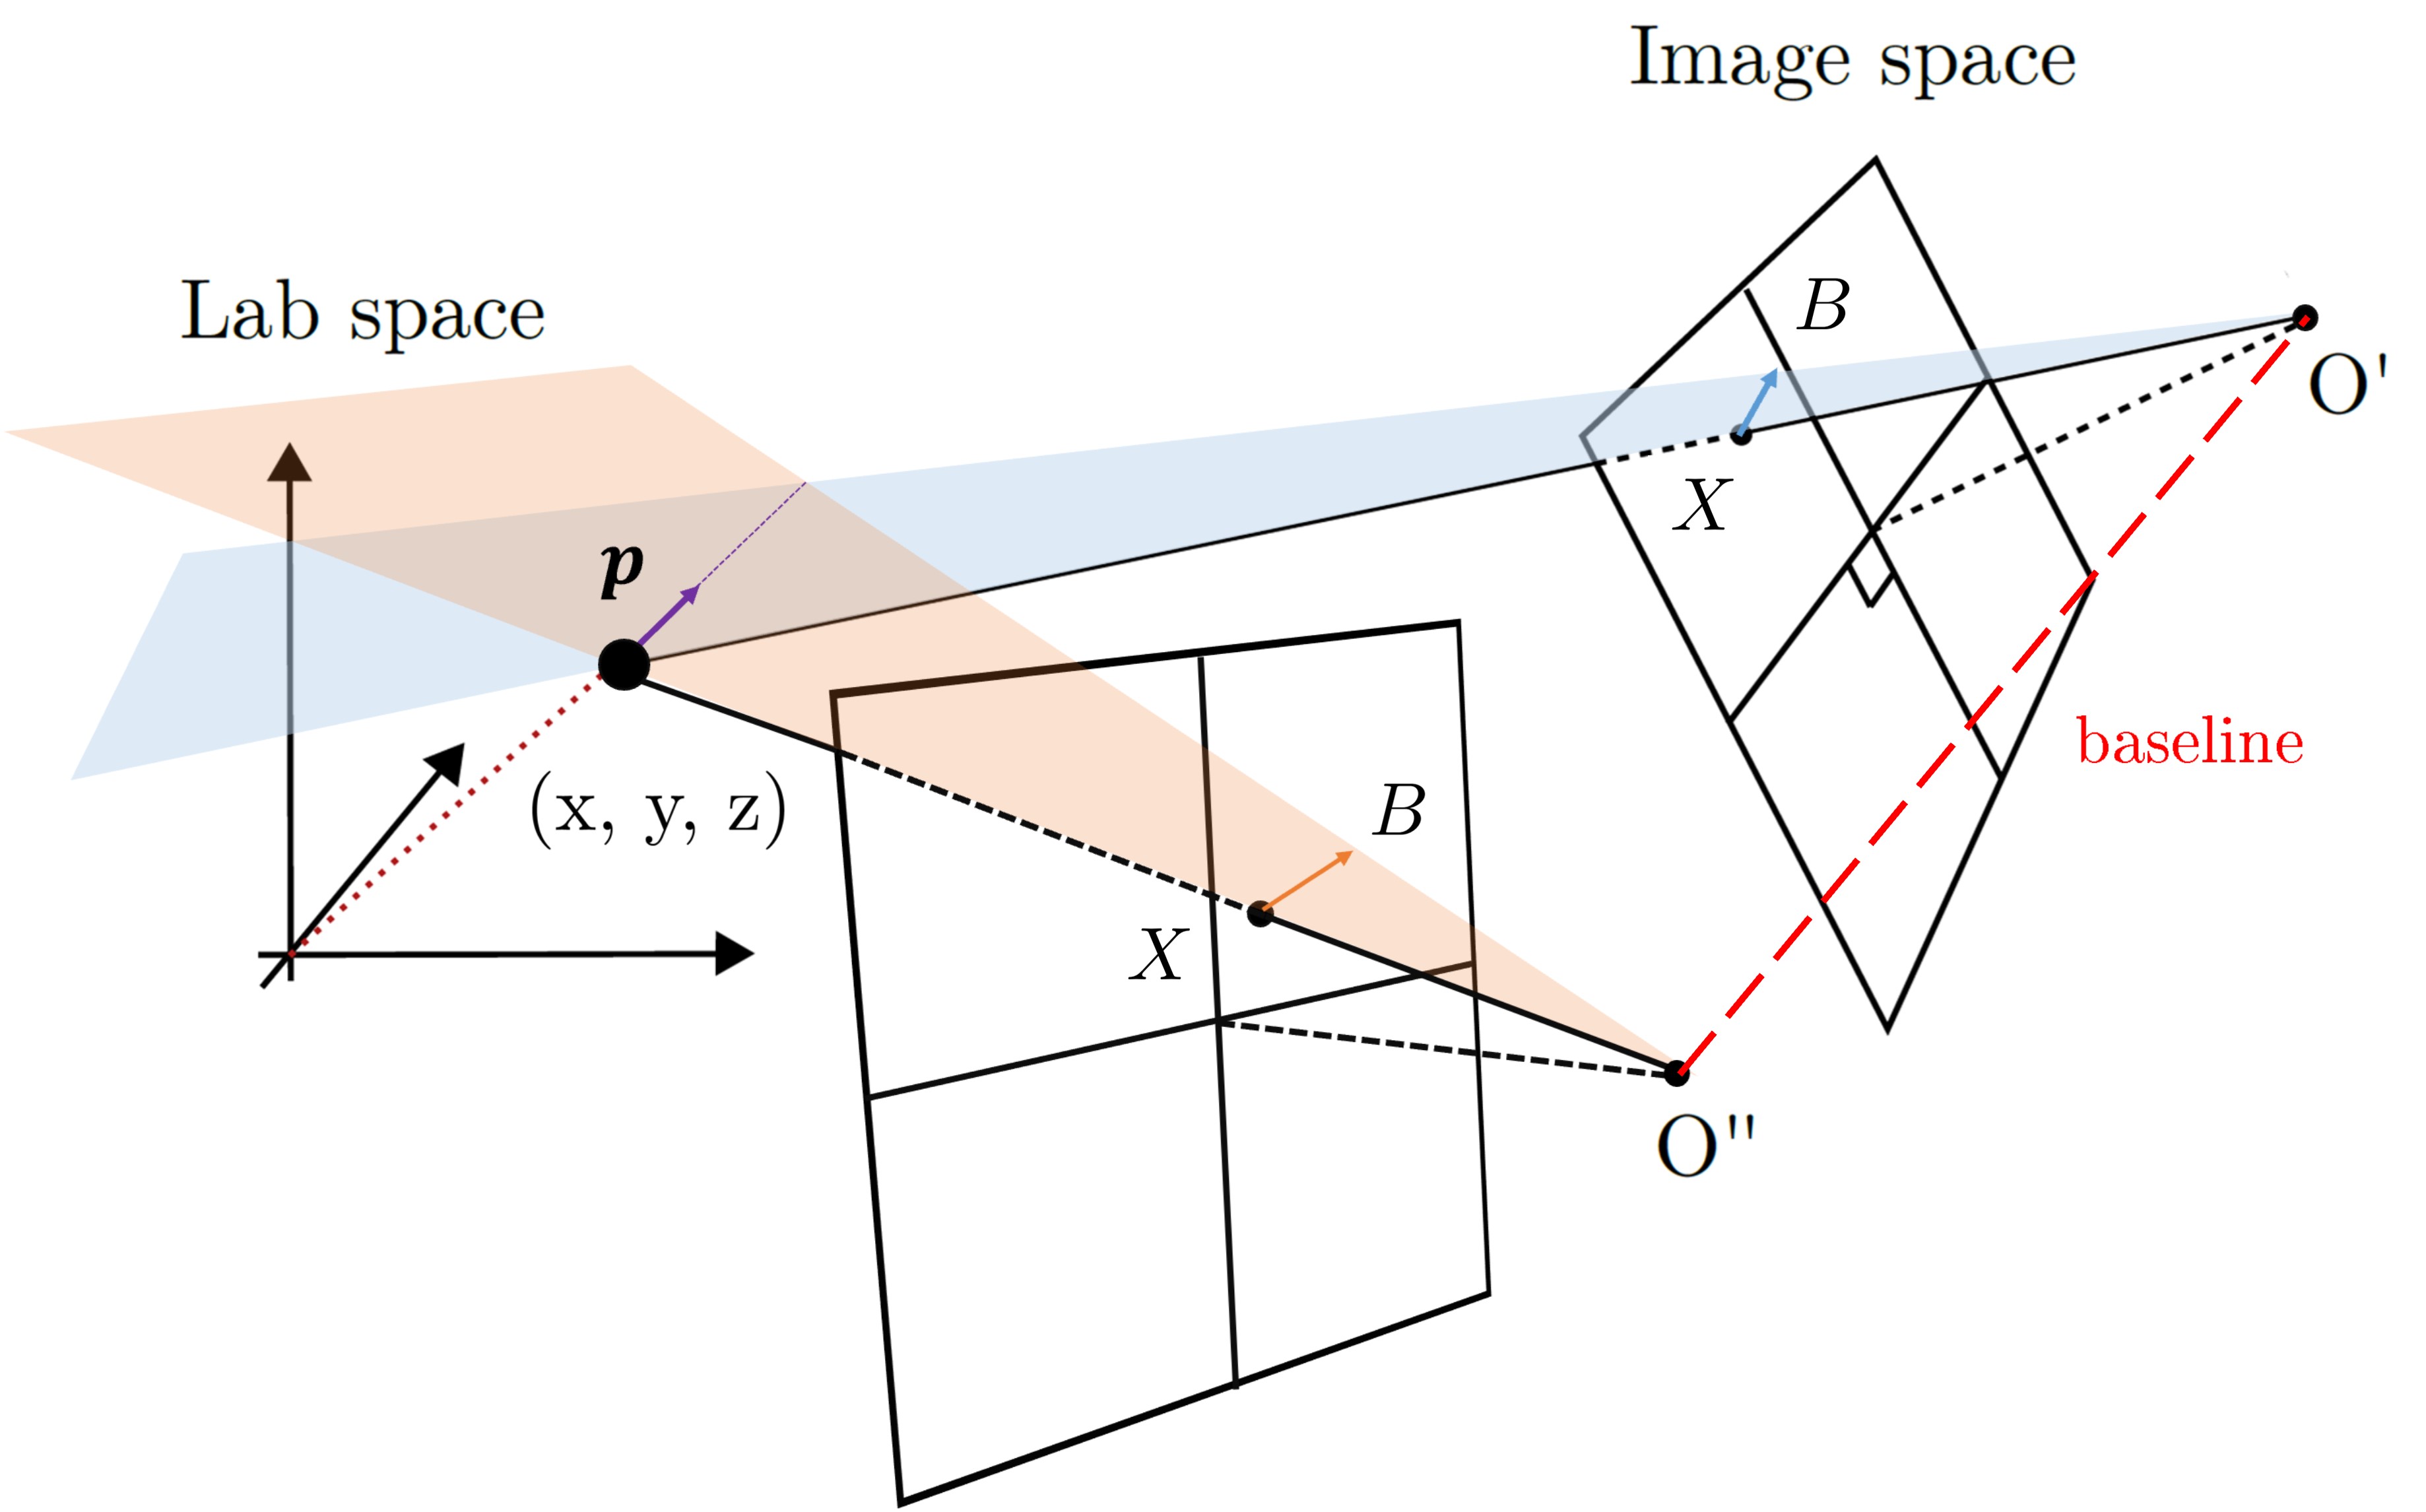 Image space
Lab space
B
O'
X
p
baseline
(x, y, z)
B
X
O"